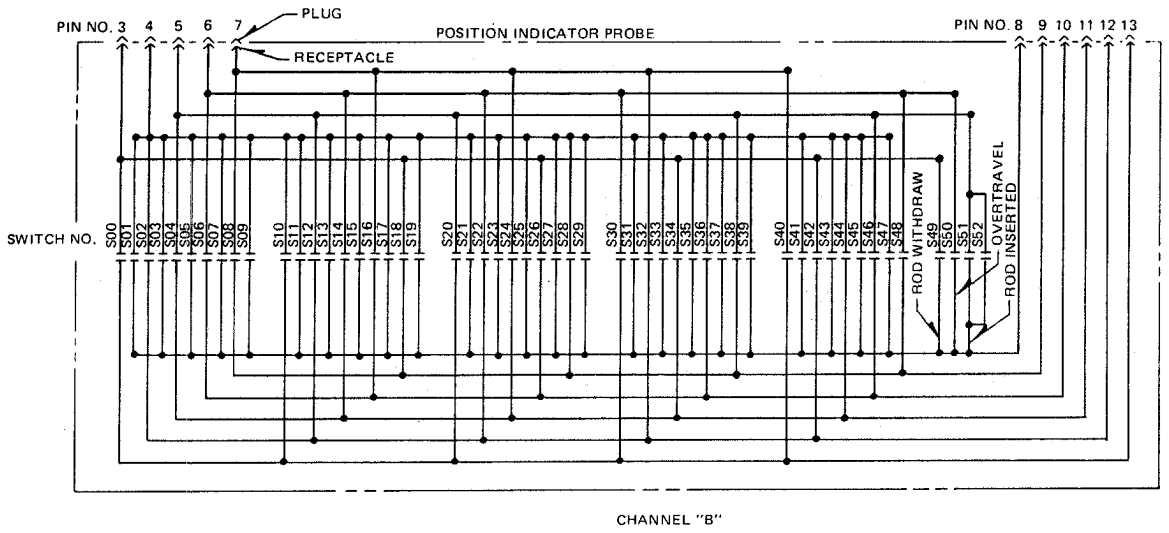 PLUG
PIN NO. 3 4 5 6 7
POSITION INDICATOR PROBE
PIN NO. 8 9 10 11 12 13
RECEPTACLE
SWITCH NO.
S00
S01
S02
S03
S04
S05
S06
S07
S08
S09
S10
S11
S12
S13
S14
S15
S16
S17
S18
S19
S20
S21
S22
S23
S24
S25
S26
S27
S28
S29
S30
S31
S32
S33
S34
S35
S36
S37
S38
S39
S40
S41
S42
S43
S44
S45
S46
S47
S48
S49
S50
S51
S52
ROD WITHDRAW
OVERTRAVEL
ROD INSERTED
CHANNEL "B"